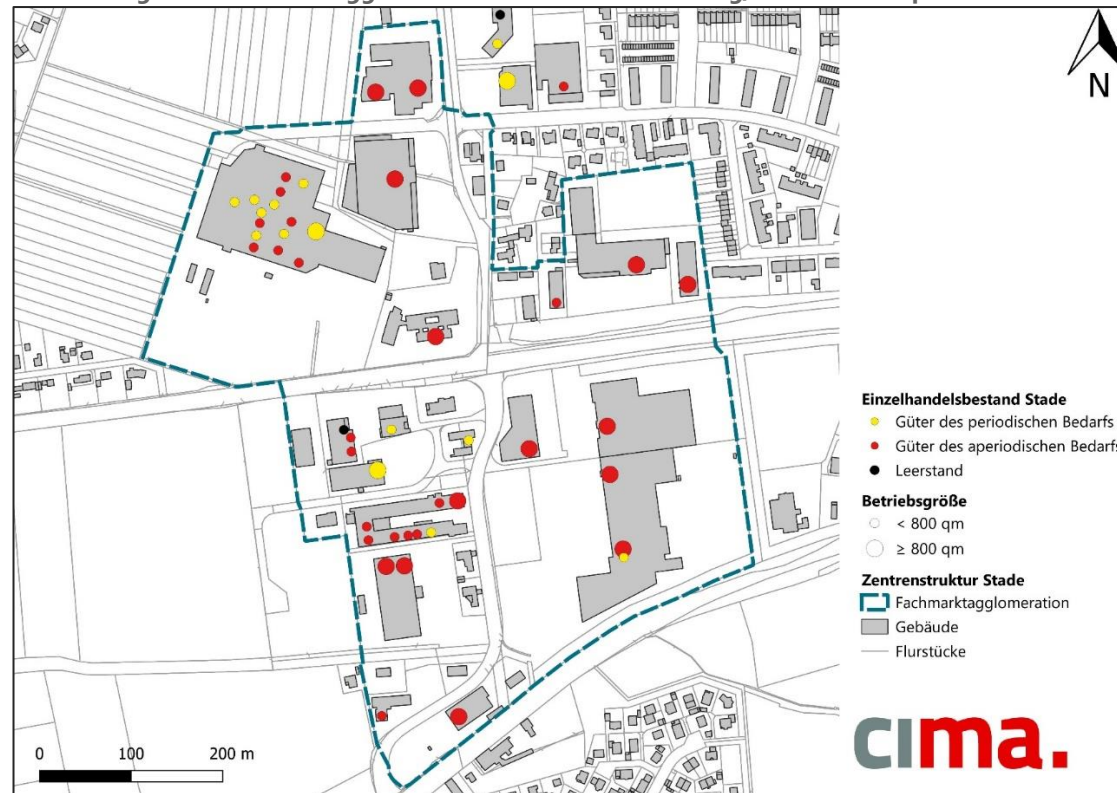 N
Einzelhandelsbestand Stade
Güter des periodischen Bedarfs
Güter des aperiodischen Bedarfs
Leerstand
Betriebsgröße
< 800 qm
≥ 800 qm
Zentrenstruktur Stade
Fachmarktagglomeration
Gebäude
Flurstücke
0 100 200 m
cima.